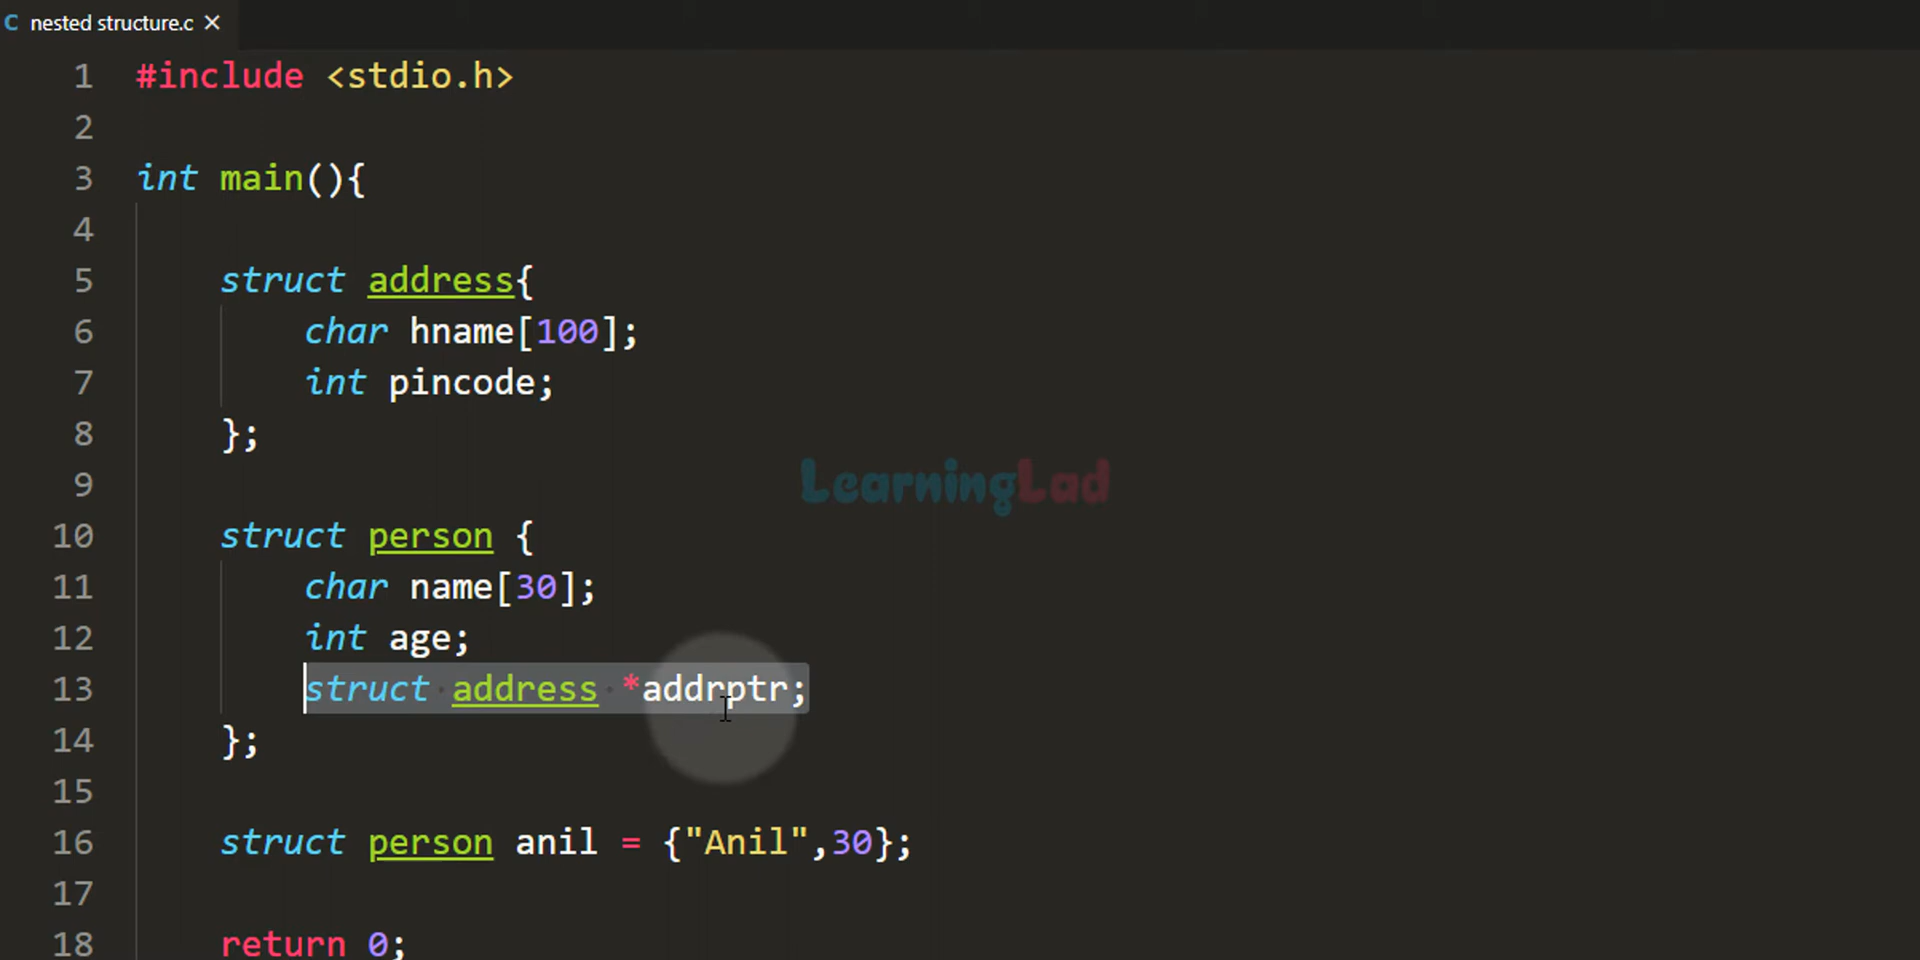 nested structure.c
1 #include <stdio.h>
2
3 int main(){
4
5 struct address{
6 char hname[100];
7 int pincode;
8 };
9
10 struct person {
11 char name[30];
12 int age;
13 struct address *addrptr;
14 };
15
16 struct person anil = {"Anil",30};
17
18 return 0;
LearningLad